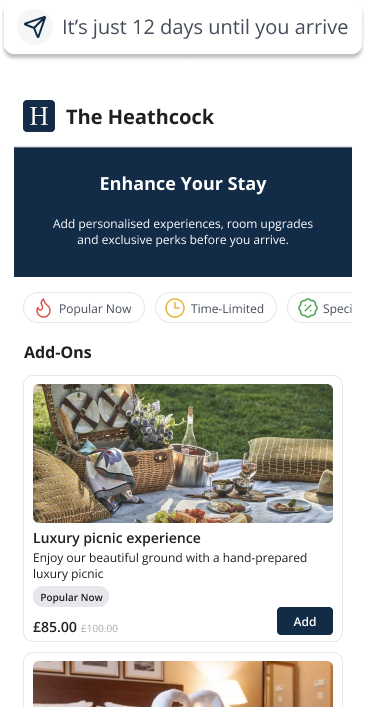 It’s just 12 days until you arrive
H The Heathcock
Enhance Your Stay
Add personalised experiences, room upgrades
and exclusive perks before you arrive.
Popular Now Time-Limited Speci
Add-Ons
Luxury picnic experience
Enjoy our beautiful ground with a hand-prepared
luxury picnic
Popular Now
£85.00 £100.00 Add